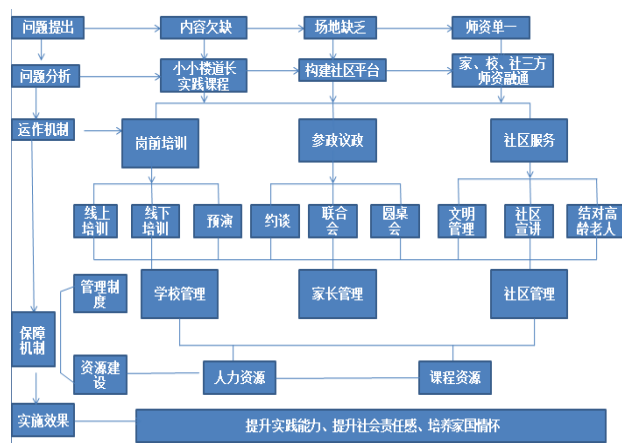 问题提出
内容欠缺
场地缺乏
师资单一
问题分析
小小楼道长
实践课程
构建社区平台
家、校、社三方
师资融通
运作机制
岗前培训
参政议政
社区服务
线上
培训
线下
培训
预演
约谈
联合
会
圆桌
会
文明
管理
社区
宣讲
结对高
龄老人
管理制
度
学校管理
家长管理
社区管理
保障
机制
资源建
设
人力资源
课程资源
实施效果
提升实践能力、提升社会责任感、培养家国情怀